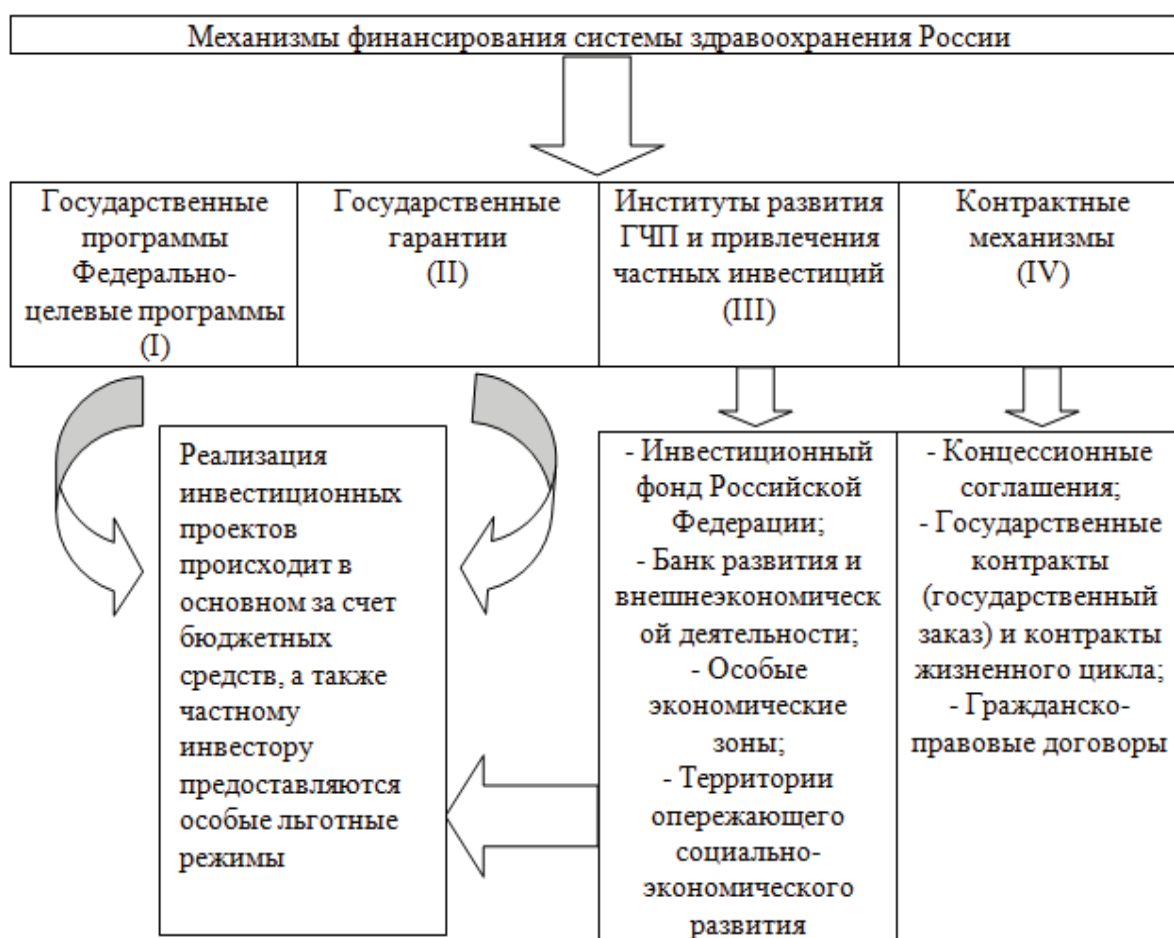 Механизмы финансирования системы здравоохранения России
Государственные
программы
Федерально-
целевые программы
(I)
Государственные
гарантии
(II)
Институты развития
ГЧП и привлечения
частных инвестиций
(III)
Контрактные
механизмы
(IV)
Реализация
инвестиционных
проектов
происходит в
основном за счет
бюджетных
средств, а также
частному
инвестору
предоставляются
особые льготные
режимы
- Инвестиционный
фонд Российской
Федерации;
- Банк развития и
внешнеэкономическ
ой деятельности;
- Особые
экономические
зоны;
- Территории
опережающего
социально-
экономического
развития
- Концессионные
соглашения;
- Государственные
контракты
(государственный
заказ) и контракты
жизненного цикла;
- Гражданско-
правовые договоры